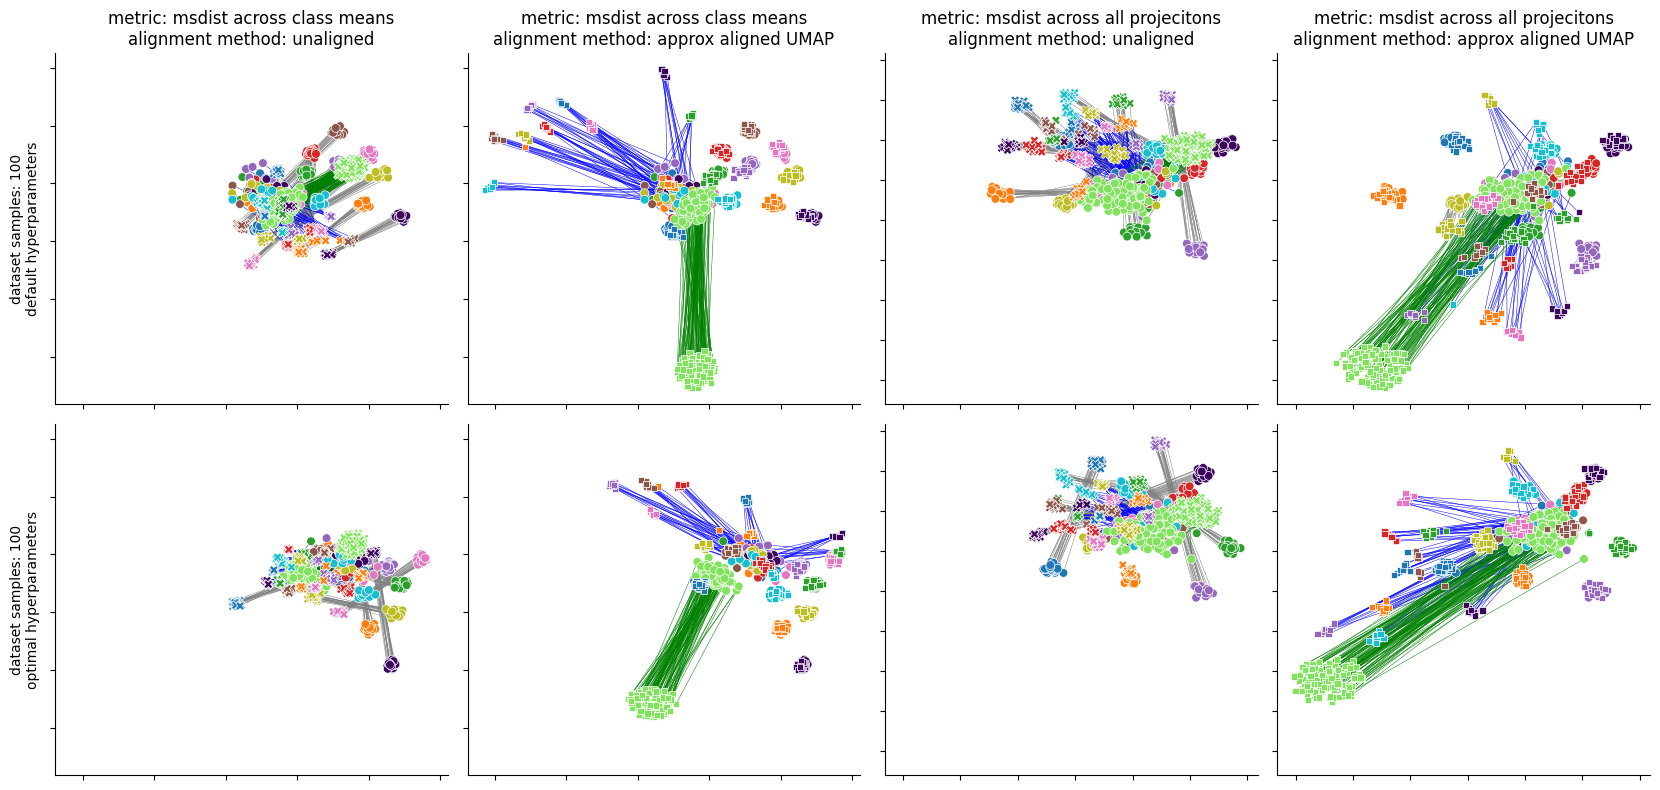 metric: msdist across class means
alignment method: unaligned
metric: msdist across class means
alignment method: approx aligned UMAP
metric: msdist across all projecitons
alignment method: unaligned
metric: msdist across all projecitons
alignment method: approx aligned UMAP
dataset samples: 100
default hyperparameters
dataset samples: 100
optimal hyperparameters